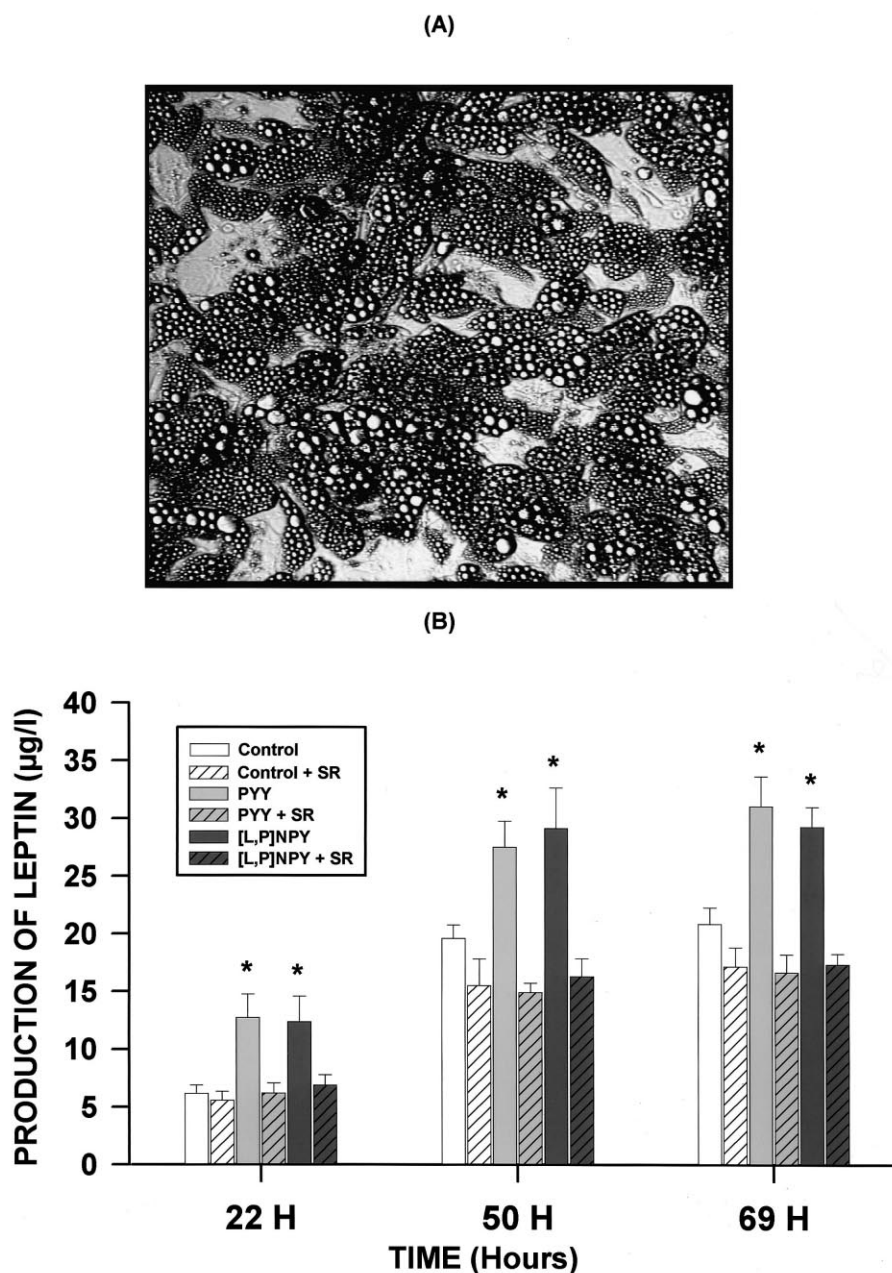 (A)
(B)
PRODUCTION OF LEPTIN (µg/l)
40
35
30
25
20
15
10
5
0
Control
Control + SR
PYY
PYY + SR
[L,P]NPY
[L,P]NPY + SR
* *
* *
* *
22 H 50 H 69 H
TIME (Hours)